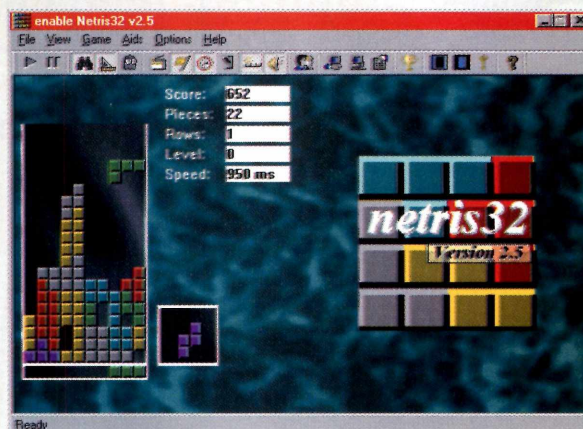 enable Netris32 v2.5
File View Game Aids Options Help
Score: 652
Pieces: 22
Rows: 1
Level: 0
Speed: 950 ms
netris32
Version 2.5
Ready